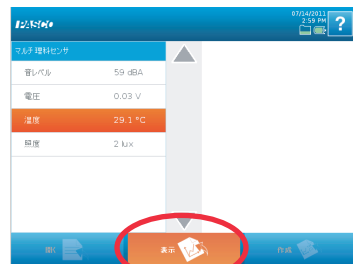 PASCO
07/14/2011
2:59 PM
?
マルチ理科センサ
音レベル 59 dBA
電圧 0.03 V
温度 29.1 °C
照度 2 lux
開く
表示
作成